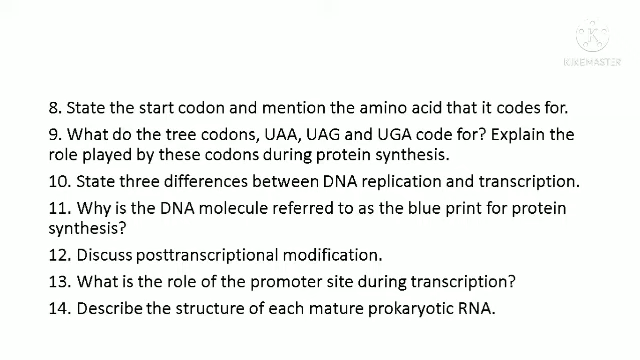 KIKEMASTER
8. State the start codon and mention the amino acid that it codes for.
9. What do the tree codons, UAA, UAG and UGA code for? Explain the
role played by these codons during protein synthesis.
10. State three differences between DNA replication and transcription.
11. Why is the DNA molecule referred to as the blue print for protein
synthesis?
12. Discuss posttranscriptional modification.
13. What is the role of the promoter site during transcription?
14. Describe the structure of each mature prokaryotic RNA.